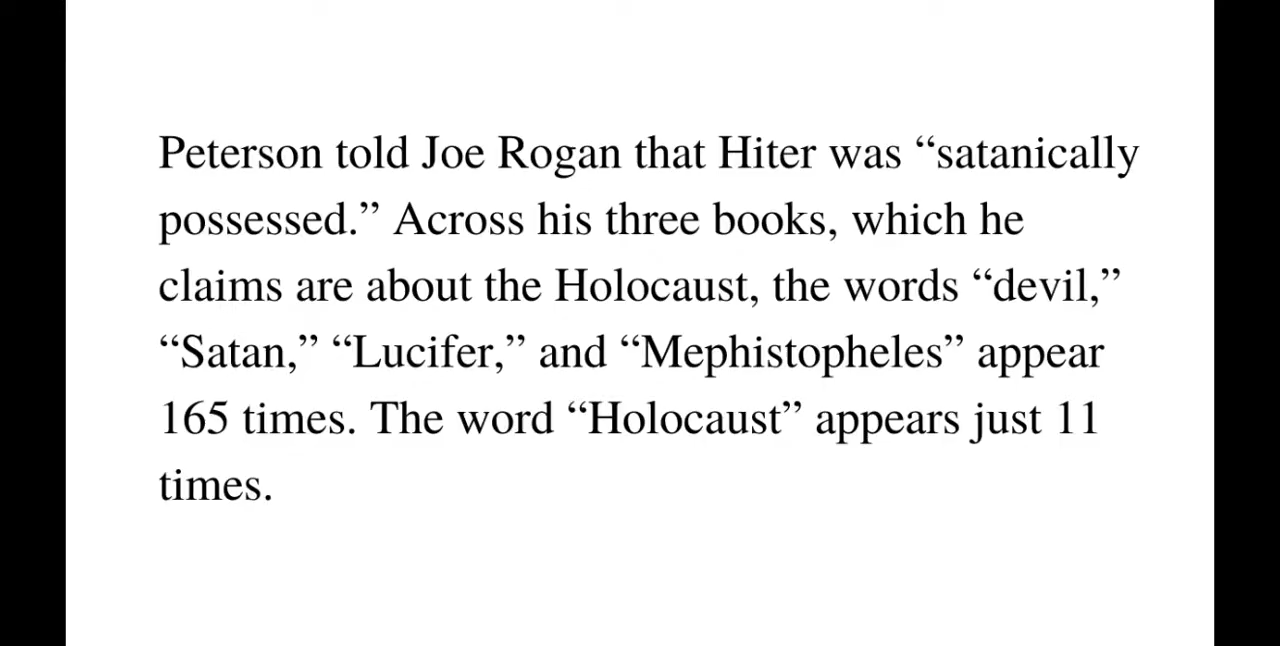 Peterson told Joe Rogan that Hiter was “satanically
possessed.” Across his three books, which he
claims are about the Holocaust, the words “devil,”
“Satan,” “Lucifer,” and “Mephistopheles” appear
165 times. The word “Holocaust” appears just 11
times.